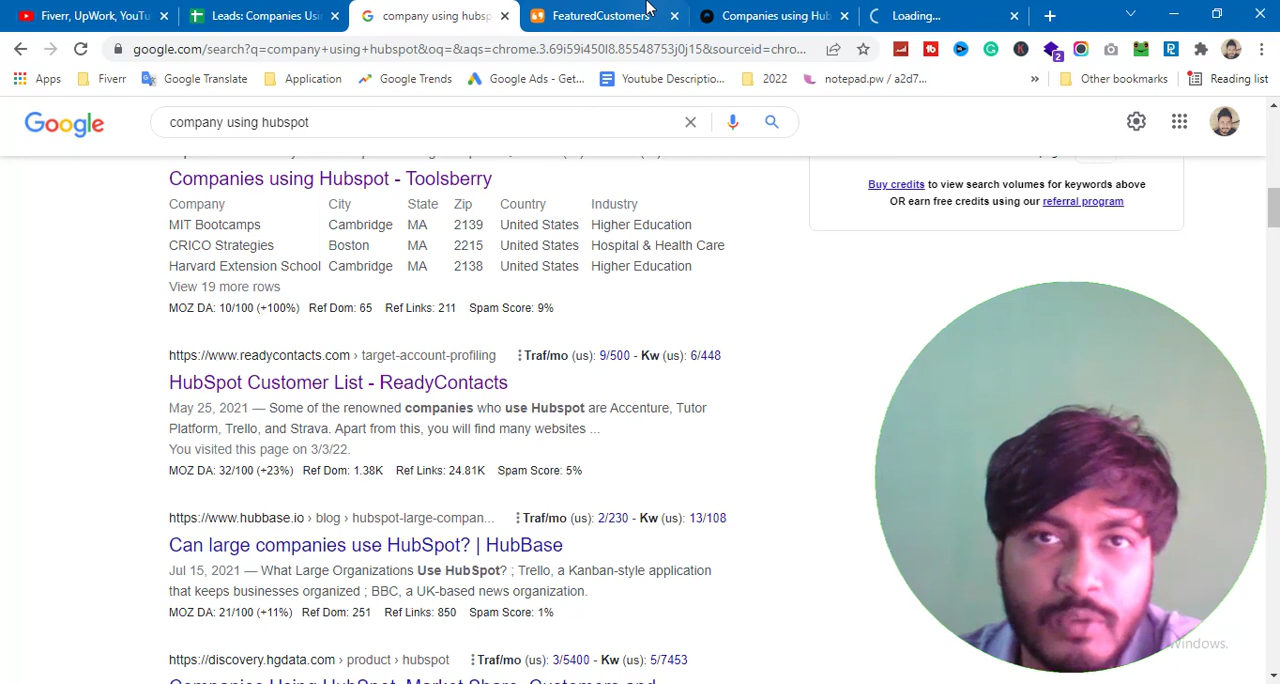 Fiverr, UpWork, YouTu
Leads: Companies Usi
company using hubsp
FeaturedCustomers
Companies using Hub
Loading...
google.com/search?q=company+using+hubspot&oq=&aqs=chrome.3.69i59i450l8.85548753j0j15&sourceid=chro...
2
Apps
Fiverr
Google Translate
Application
Google Trends
Google Ads - Get...
Youtube Descriptio...
2022
notepad.pw / a2d7...
»
Other bookmarks
Reading list
Google
company using hubspot
Companies using Hubspot - Toolsberry
Company City State Zip Country Industry
MIT Bootcamps Cambridge MA 2139 United States Higher Education
CRICO Strategies Boston MA 2215 United States Hospital & Health Care
Harvard Extension School Cambridge MA 2138 United States Higher Education
View 19 more rows
MOZ DA: 10/100 (+100%) Ref Dom: 65 Ref Links: 211 Spam Score: 9%
Buy credits to view search volumes for keywords above
OR earn free credits using our referral program
https://www.readycontacts.com › target-account-profiling Traf/mo (us): 9/500 - Kw (us): 6/448
HubSpot Customer List - ReadyContacts
May 25, 2021 — Some of the renowned companies who use Hubspot are Accenture, Tutor
Platform, Trello, and Strava. Apart from this, you will find many websites ...
You visited this page on 3/3/22.
MOZ DA: 32/100 (+23%) Ref Dom: 1.38K Ref Links: 24.81K Spam Score: 5%
https://www.hubbase.io › blog › hubspot-large-compan... Traf/mo (us): 2/230 - Kw (us): 13/108
Can large companies use HubSpot? | HubBase
Jul 15, 2021 — What Large Organizations Use HubSpot? ; Trello, a Kanban-style application
that keeps businesses organized ; BBC, a UK-based news organization.
MOZ DA: 21/100 (+11%) Ref Dom: 251 Ref Links: 850 Spam Score: 1%
https://discovery.hgdata.com › product › hubspot Traf/mo (us): 3/5400 - Kw (us): 5/7453
Companies Using HubSpot, Market Share, Customers and
Windows.